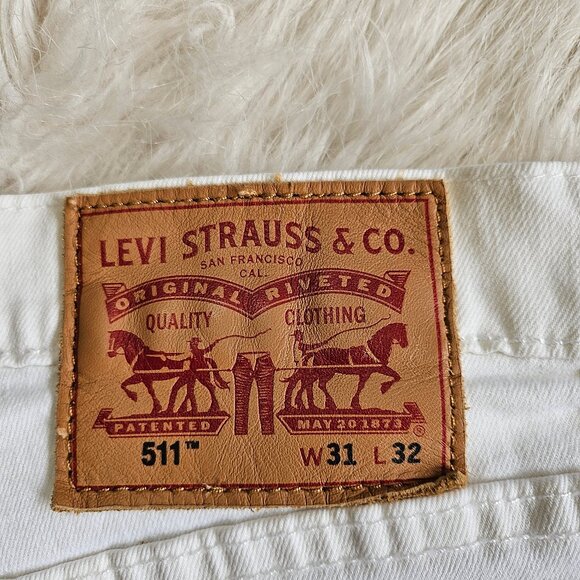 LEVI STRAUSS & CO.
SAN FRANCISCO
CAL.
ORIGINAL RIVETED
QUALITY CLOTHING
PATENTED MAY 20 1873 ®
511™ W31 L32